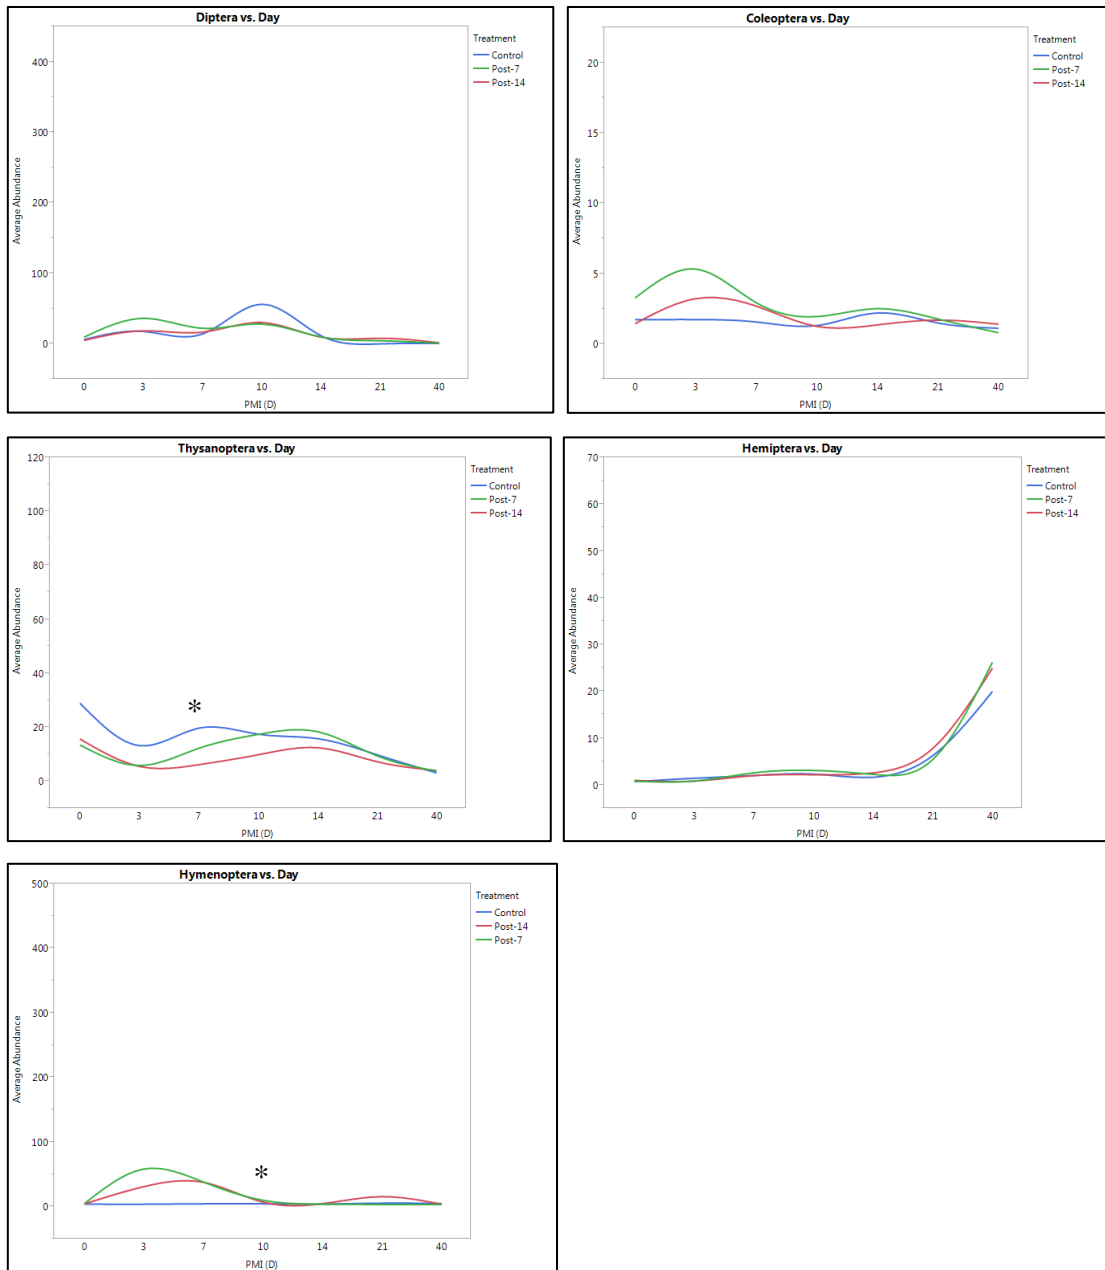 Diptera vs. Day
Average Abundance
400
300
200
100
0
0 3 7 10 14 21 40
PMI (D)
Treatment
Control
Post-7
Post-14
Coleoptera vs. Day
Average Abundance
20
15
10
5
0
0 3 7 10 14 21 40
PMI (D)
Treatment
Control
Post-7
Post-14
Thysanoptera vs. Day
Average Abundance
120
100
80
60
40
20
0
*
0 3 7 10 14 21 40
PMI (D)
Treatment
Control
Post-7
Post-14
Hemiptera vs. Day
Average Abundance
70
60
50
40
30
20
10
0
0 3 7 10 14 21 40
PMI (D)
Treatment
Control
Post-7
Post-14
Hymenoptera vs. Day
Average Abundance
500
400
300
200
100
0
*
0 3 7 10 14 21 40
PMI (D)
Treatment
Control
Post-14
Post-7